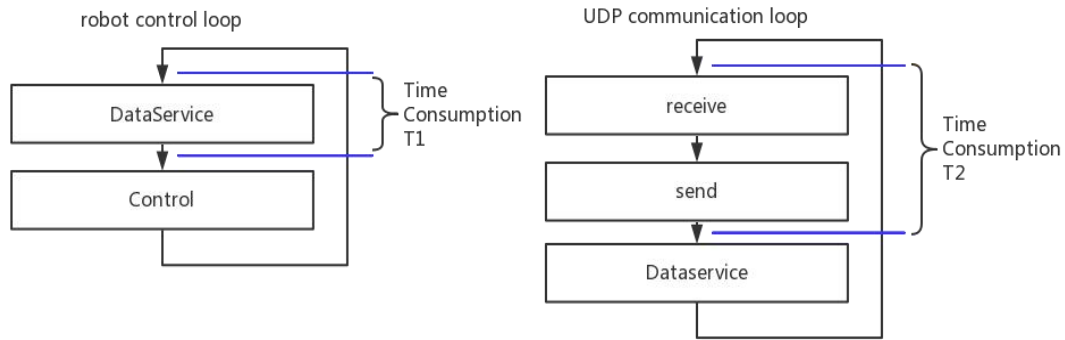 robot control loop
DataService
Control
Time
Consumption
T1
UDP communication loop
receive
send
Dataservice
Time
Consumption
T2